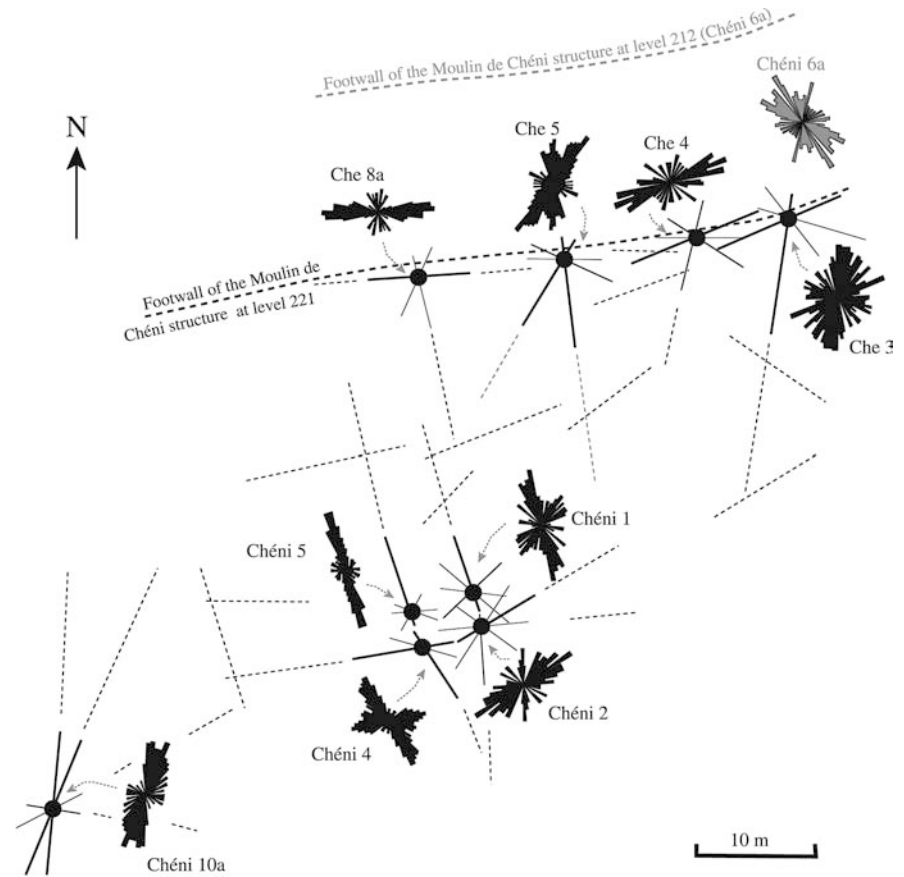 Footwall of the Moulin de Chéni structure at level 212 (Chéni 6a)
Chéni 6a
N
Che 5
Che 4
Che 8a
Footwall of the Moulin de
Chéni structure at level 221
Che 3
Chéni 1
Chéni 5
Chéni 2
Chéni 4
10 m
Chéni 10a